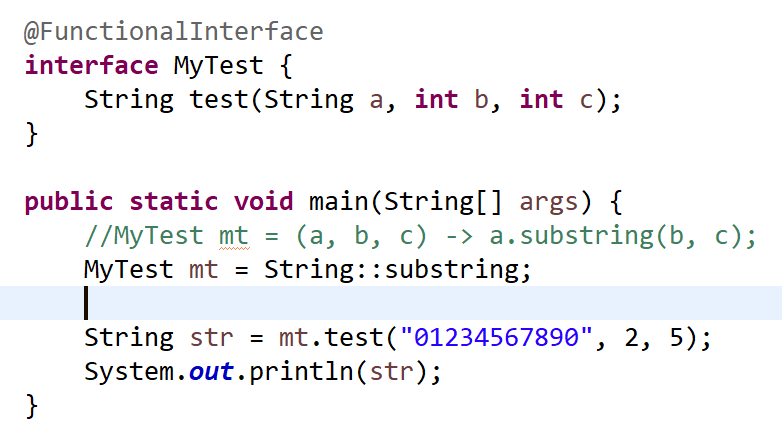 @FunctionalInterface
interface MyTest {
    String test(String a, int b, int c);
}

public static void main(String[] args) {
    //MyTest mt = (a, b, c) -> a.substring(b, c);
    MyTest mt = String::substring;

    String str = mt.test("01234567890", 2, 5);
    System.out.println(str);
}